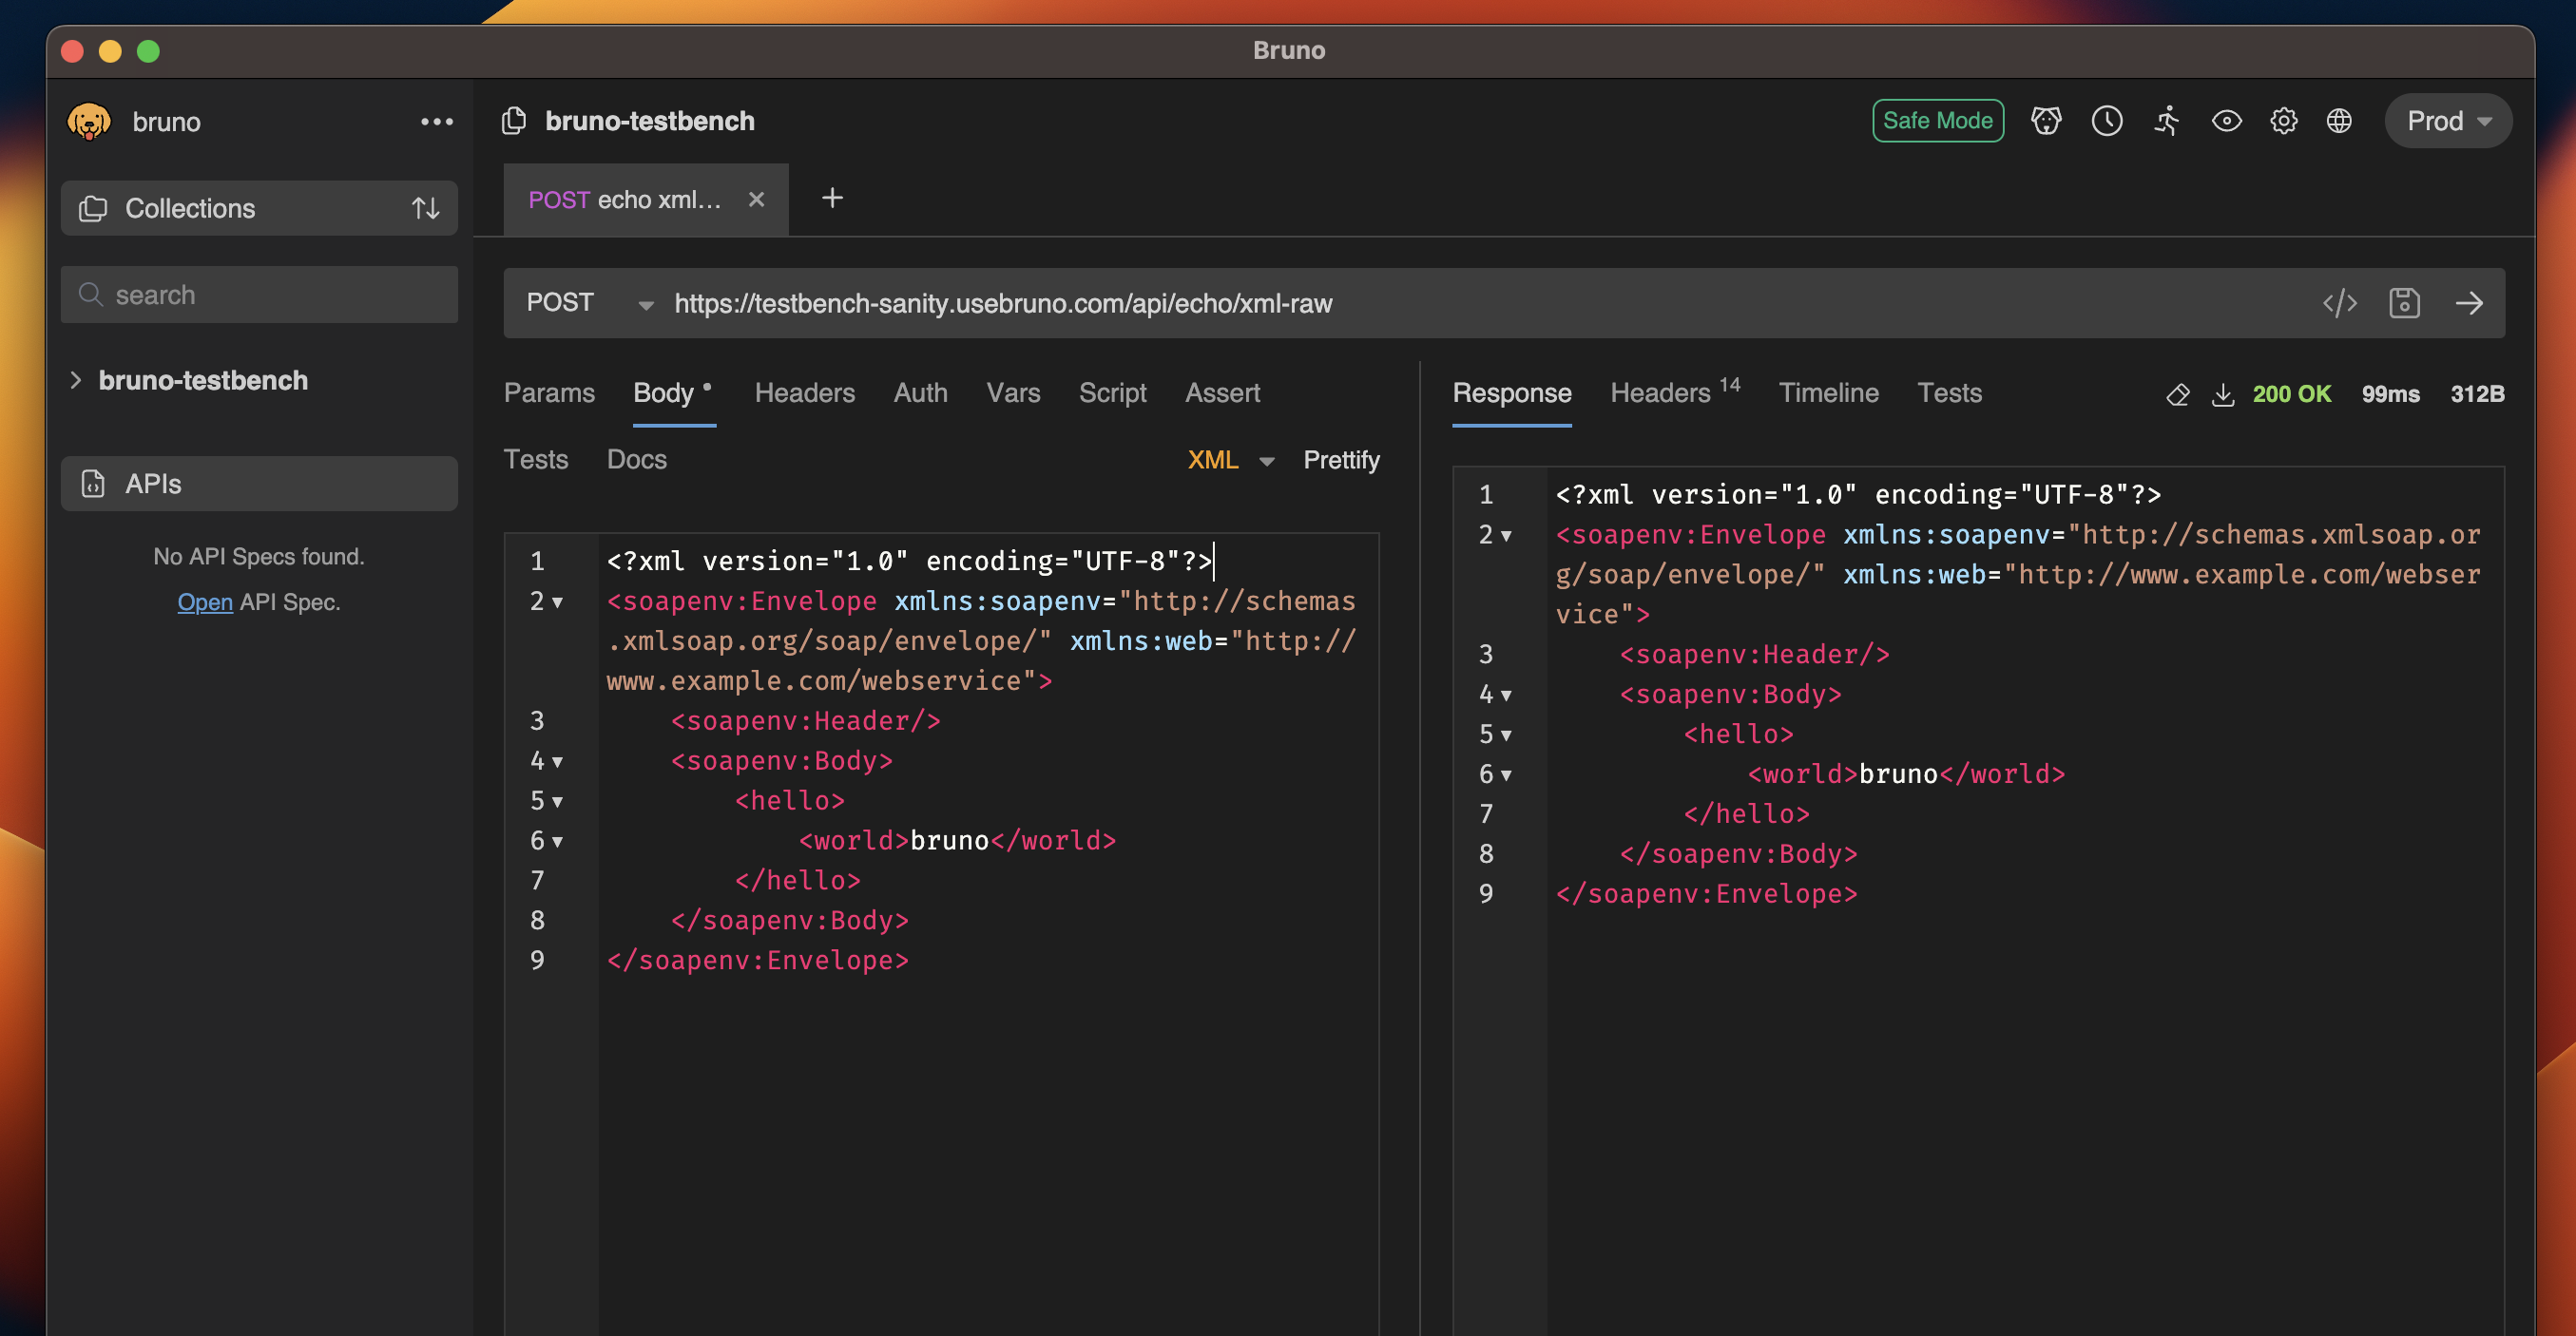 Bruno
bruno
•••
Collections
search
bruno-testbench
APIs
No API Specs found.
Open API Spec.
bruno-testbench
Safe Mode
Prod
POST echo xml...
POST https://testbench-sanity.usebruno.com/api/echo/xml-raw
Params Body Headers Auth Vars Script Assert
Tests Docs XML Prettify
1 <?xml version="1.0" encoding="UTF-8"?>
2 <soapenv:Envelope xmlns:soapenv="http://schemas
.xmlsoap.org/soap/envelope/" xmlns:web="http://
www.example.com/webservice">
3 <soapenv:Header/>
4 <soapenv:Body>
5 <hello>
6 <world>bruno</world>
7 </hello>
8 </soapenv:Body>
9 </soapenv:Envelope>
Response Headers 14 Timeline Tests 200 OK 99ms 312B
1 <?xml version="1.0" encoding="UTF-8"?>
2 <soapenv:Envelope xmlns:soapenv="http://schemas.xmlsoap.or
g/soap/envelope/" xmlns:web="http://www.example.com/webser
vice">
3 <soapenv:Header/>
4 <soapenv:Body>
5 <hello>
6 <world>bruno</world>
7 </hello>
8 </soapenv:Body>
9 </soapenv:Envelope>